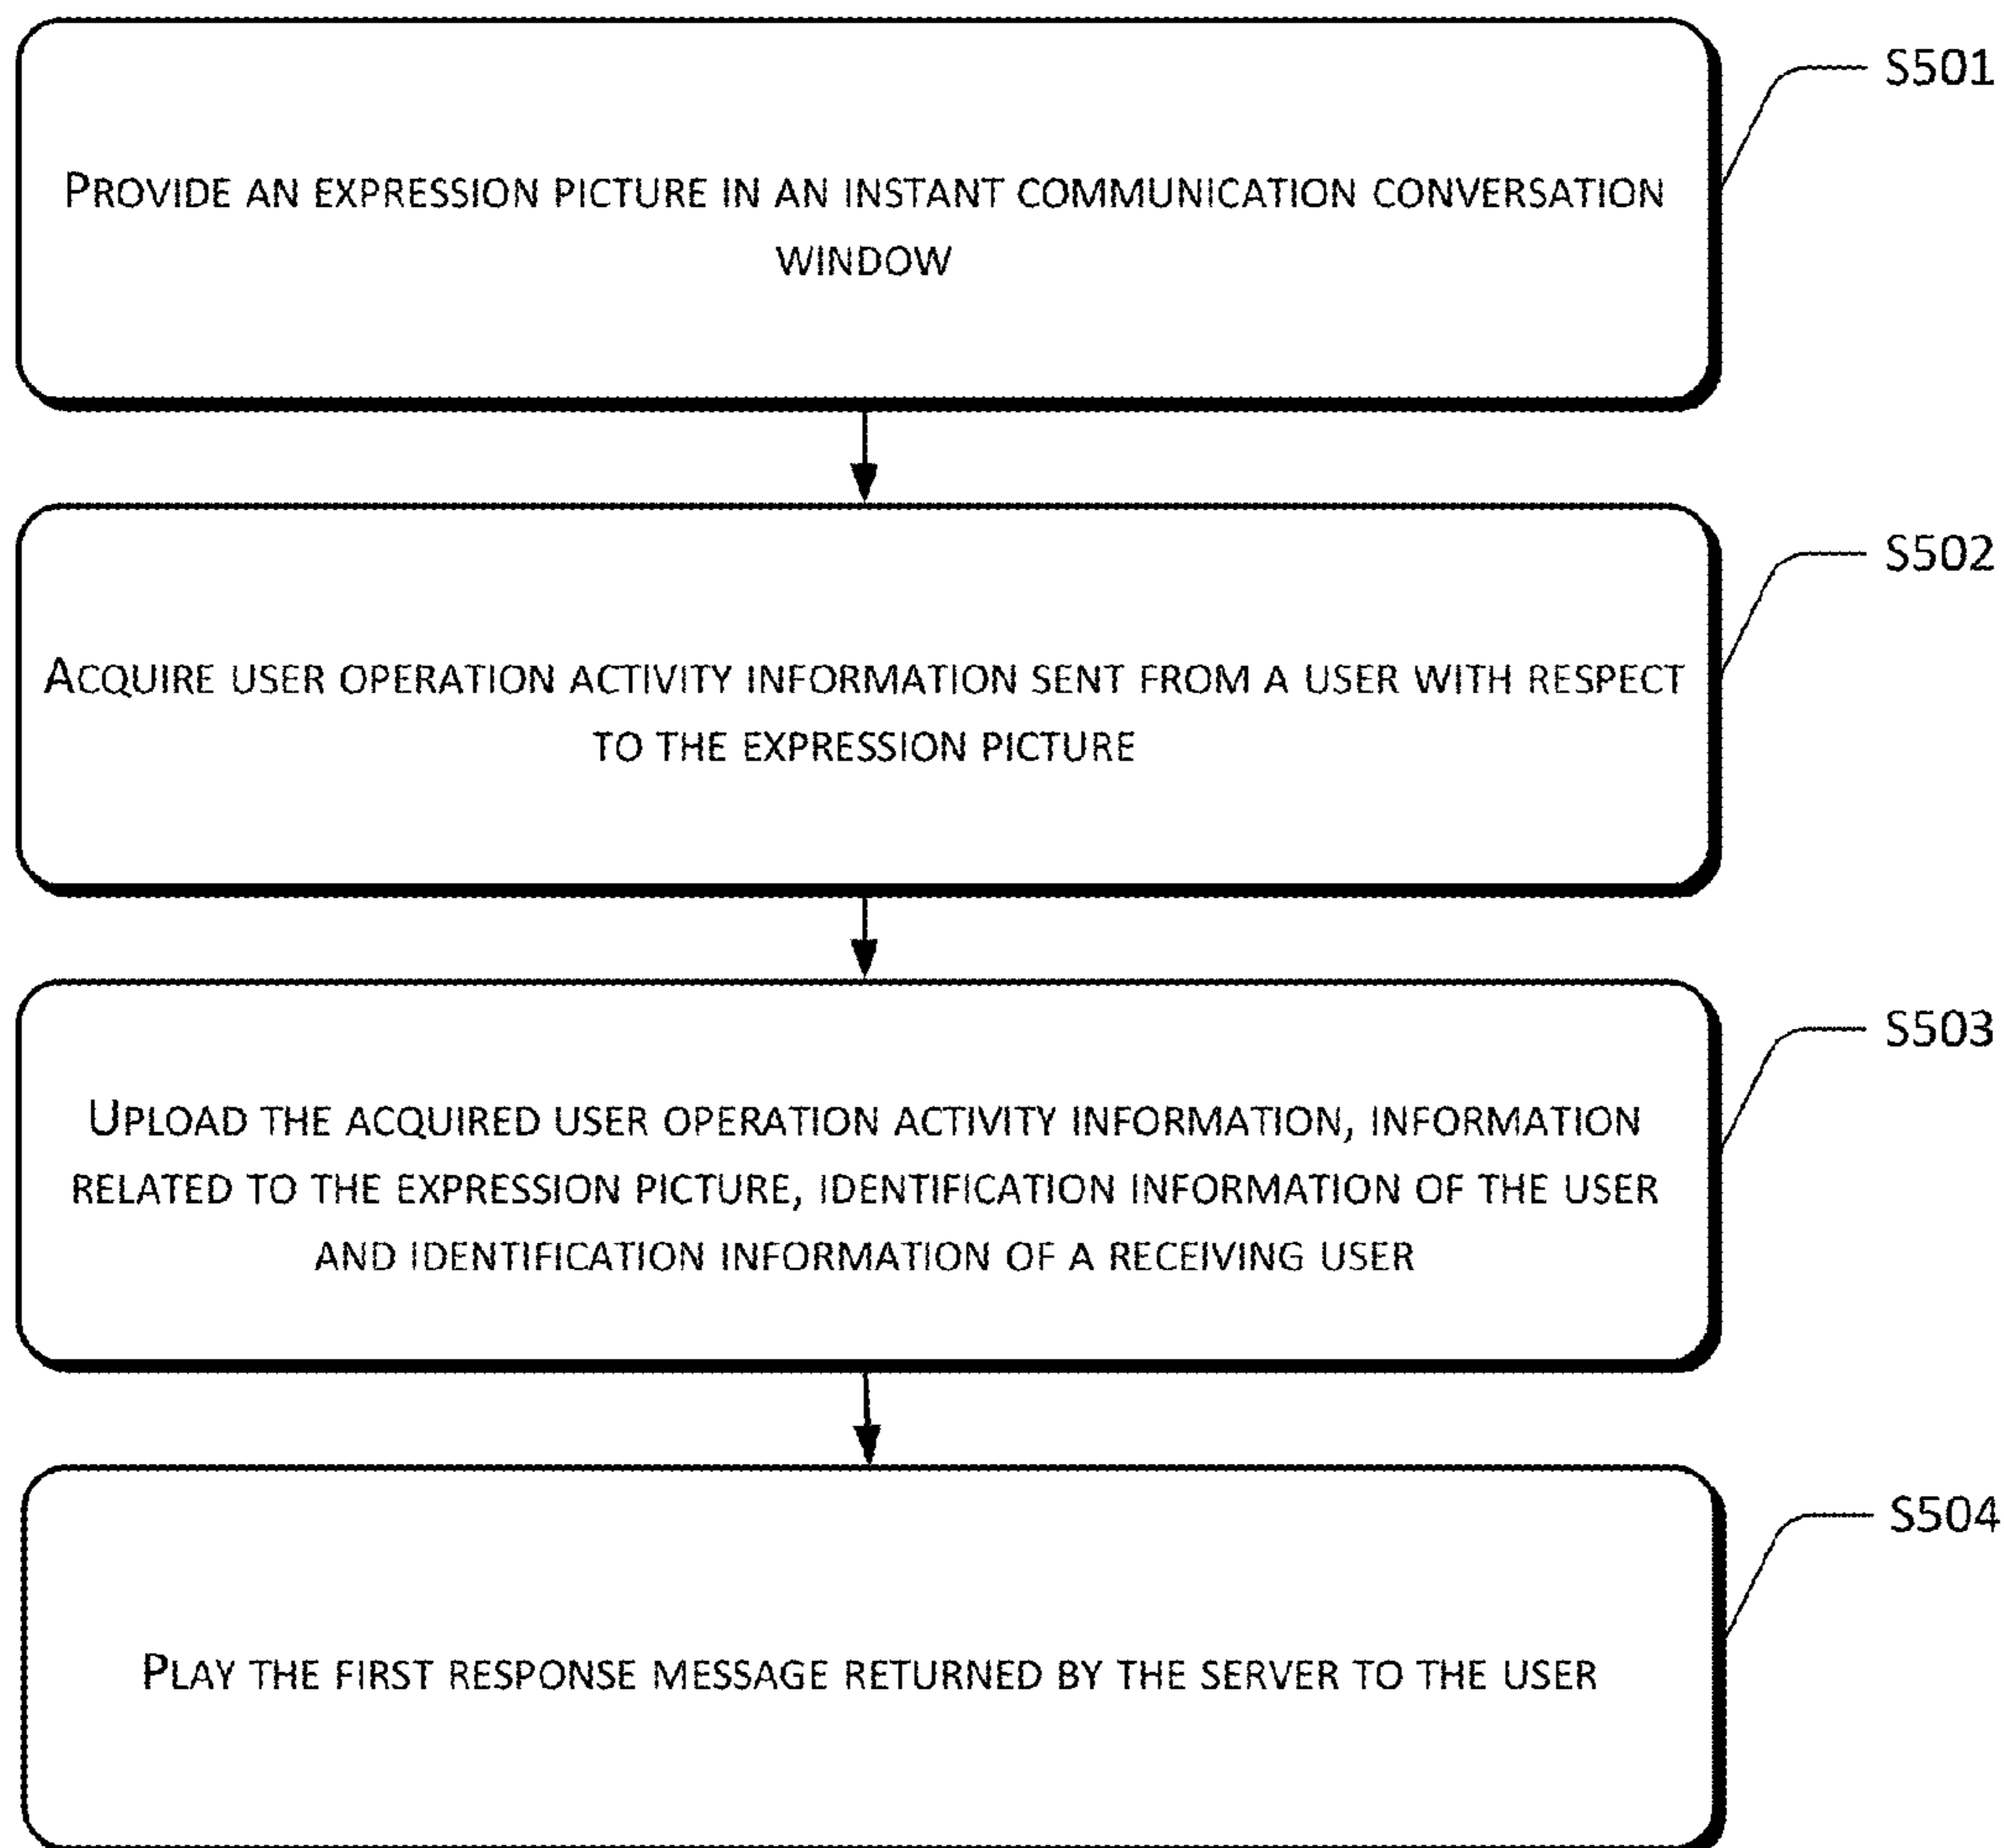 PROVIDE AN EXPRESSION PICTURE IN AN INSTANT COMMUNICATION CONVERSATION
WINDOW
S501
ACQUIRE USER OPERATION ACTIVITY INFORMATION SENT FROM A USER WITH RESPECT
TO THE EXPRESSION PICTURE
S502
UPLOAD THE ACQUIRED USER OPERATION ACTIVITY INFORMATION, INFORMATION
RELATED TO THE EXPRESSION PICTURE, IDENTIFICATION INFORMATION OF THE USER
AND IDENTIFICATION INFORMATION OF A RECEIVING USER
S503
PLAY THE FIRST RESPONSE MESSAGE RETURNED BY THE SERVER TO THE USER
S504